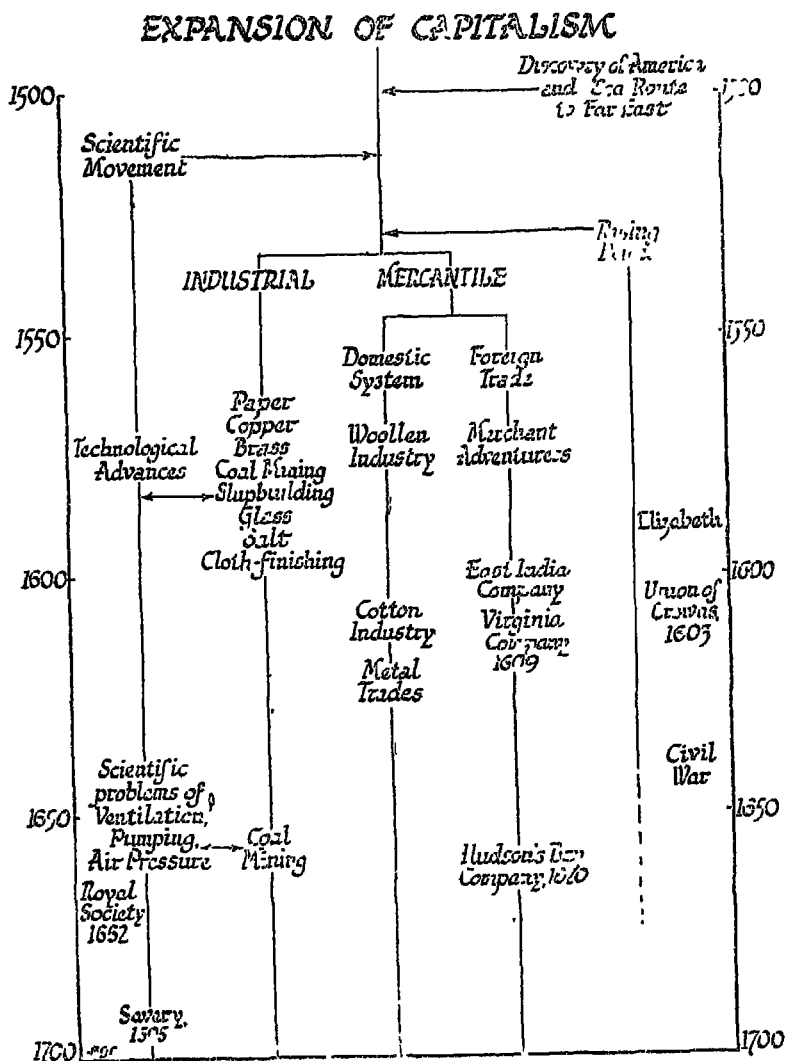 EXPANSION OF CAPITALISM
Discovery of America
and Sea Route
to Far East
1500
Scientific
Movement
Rising
INDUSTRIAL
MERCANTILE
1550
1550
Domestic
System
Foreign
Trade
Paper
Copper
Brass
Coal Mining
Shipbuilding
Glass
Salt
Cloth-finishing
Technological
Advances
Woollen
Industry
Merchant
Adventurers
Elizabeth
1600
1600
East India
Company
Virginia
Company
1609
Union of
Crowns,
1603
Cotton
Industry
Metal
Trades
Civil
War
Scientific
problems of
Ventilation,
Pumping,
Air Pressure
1650
1650
Coal
Mining
Hudson's Bay
Company,
Royal
Society
1662
Savery,
1700
1700